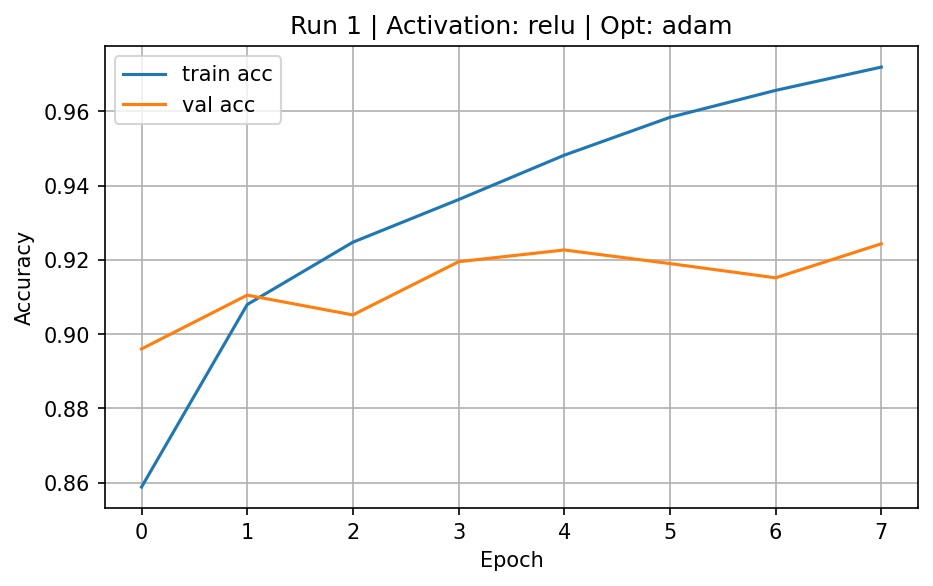 Run 1 | Activation: relu | Opt: adam
train acc
val acc
0.96
0.94
0.92
0.90
0.88
0.86
Accuracy
0 1 2 3 4 5 6 7
Epoch